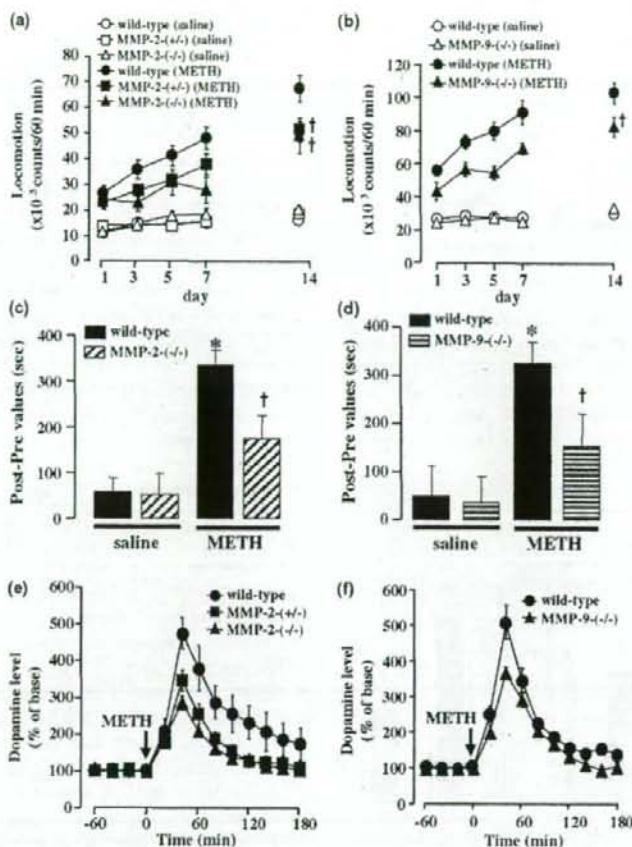 (a)
wild-type (saline)
MMP-2-(+/-) (saline)
MMP-2-(-/-) (saline)
wild-type (METH)
MMP-2-(+/-) (METH)
MMP-2-(-/-) (METH)
Locomotion
(x10⁻³ counts/60 min)
80
70
60
50
40
30
20
10
0
†
†
1 3 5 7 14
day
(b)
wild-type (saline)
MMP-9-(-/-) (saline)
wild-type (METH)
MMP-9-(-/-) (METH)
Locomotion
(x10³ counts/60 min)
120
100
80
60
40
20
0
†
1 3 5 7 14
day
(c)
wild-type
MMP-2-(-/-)
Post-Pre values (sec)
400
300
200
100
0
*
†
saline METH
(d)
wild-type
MMP-9-(-/-)
Post-Pre values (sec)
400
300
200
100
0
*
†
saline METH
(e)
wild-type
MMP-2-(+/-)
MMP-2-(-/-)
Dopamine level
(% of base)
600
500
400
300
200
100
0
METH
-60 0 60 120 180
Time (min)
(f)
wild-type
MMP-9-(-/-)
Dopamine level
(% of base)
600
500
400
300
200
100
0
METH
-60 0 60 120 180
Time (min)